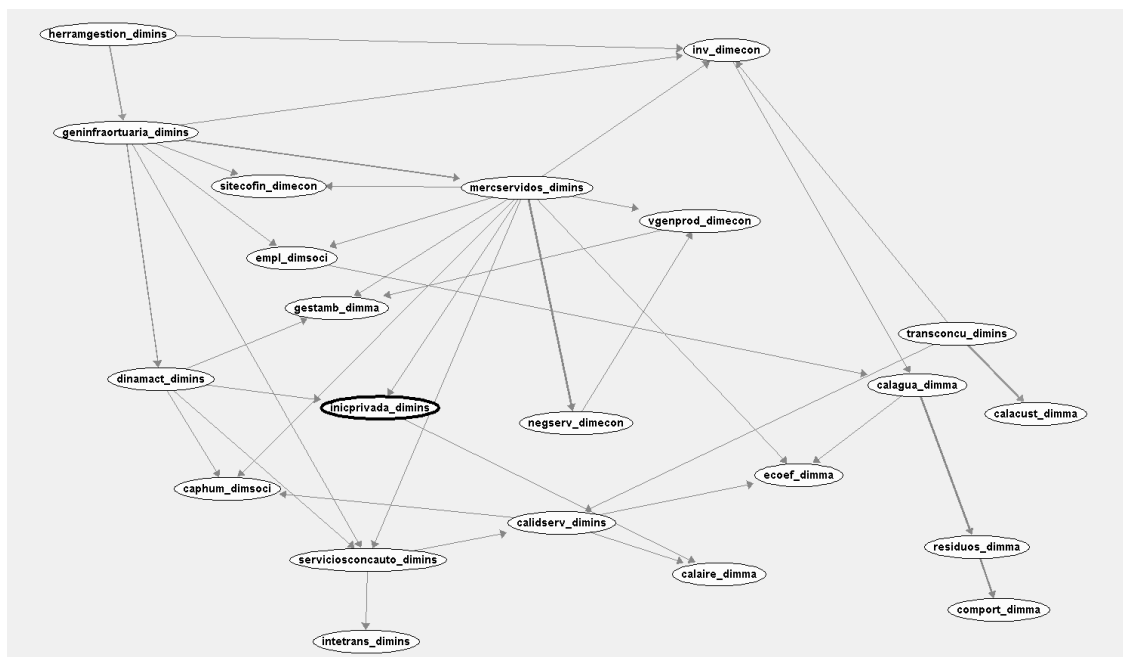 herramgestion_dimins
inv_dimecon
geninfraortuaria_dimins
sitecofin_dimecon
mercservidos_dimins
vgenprod_dimecon
empl_dimsoci
gestamb_dimma
transconcu_dimins
dinamact_dimins
calagua_dimma
inicprivada_dimins
calacust_dimma
negserv_dimecon
ecoef_dimma
caphum_dimsoci
calidserv_dimins
residuos_dimma
serviciosconcauto_dimins
calaire_dimma
comport_dimma
intetrans_dimins